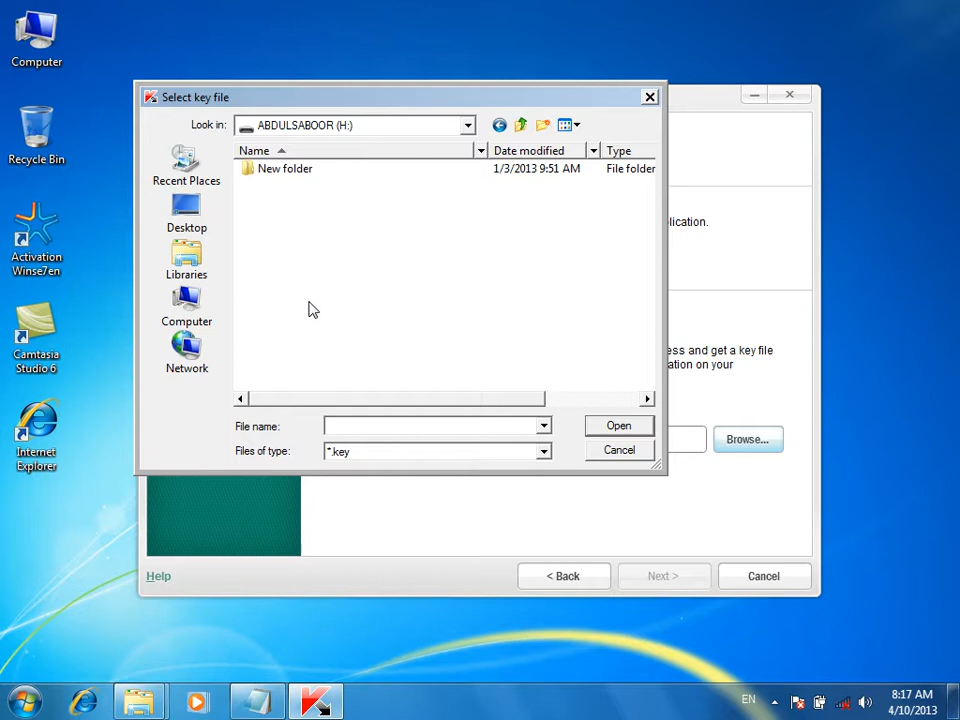 Computer
Recycle Bin
Activation
Winse7en
Camtasia
Studio 6
Internet
Explorer
Select key file
Look in:
ABDULSABOOR (H:)
Name
Date modified
Type
New folder
1/3/2013 9:51 AM
File folder
Recent Places
Desktop
Libraries
Computer
Network
File name:
Open
Files of type:
*.key
Cancel
lication.
ess and get a key file
ation on your
Browse...
Help
< Back
Next >
Cancel
EN
8:17 AM
4/10/2013